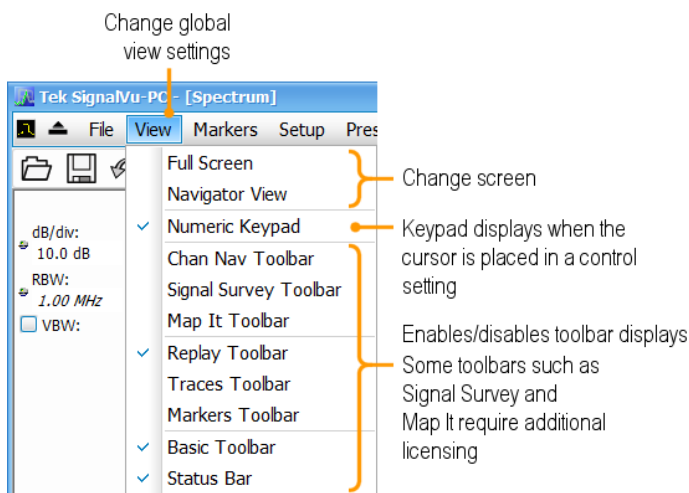 Change global
view settings
Tek SignalVu-PC - [Spectrum]
File View Markers Setup Pres
Full Screen
Navigator View
Change screen
Numeric Keypad
Keypad displays when the
cursor is placed in a control
setting
dB/div:
10.0 dB
RBW:
1.00 MHz
VBW:
Chan Nav Toolbar
Signal Survey Toolbar
Map It Toolbar
Replay Toolbar
Traces Toolbar
Markers Toolbar
Basic Toolbar
Status Bar
Enables/disables toolbar displays
Some toolbars such as
Signal Survey and
Map It require additional
licensing